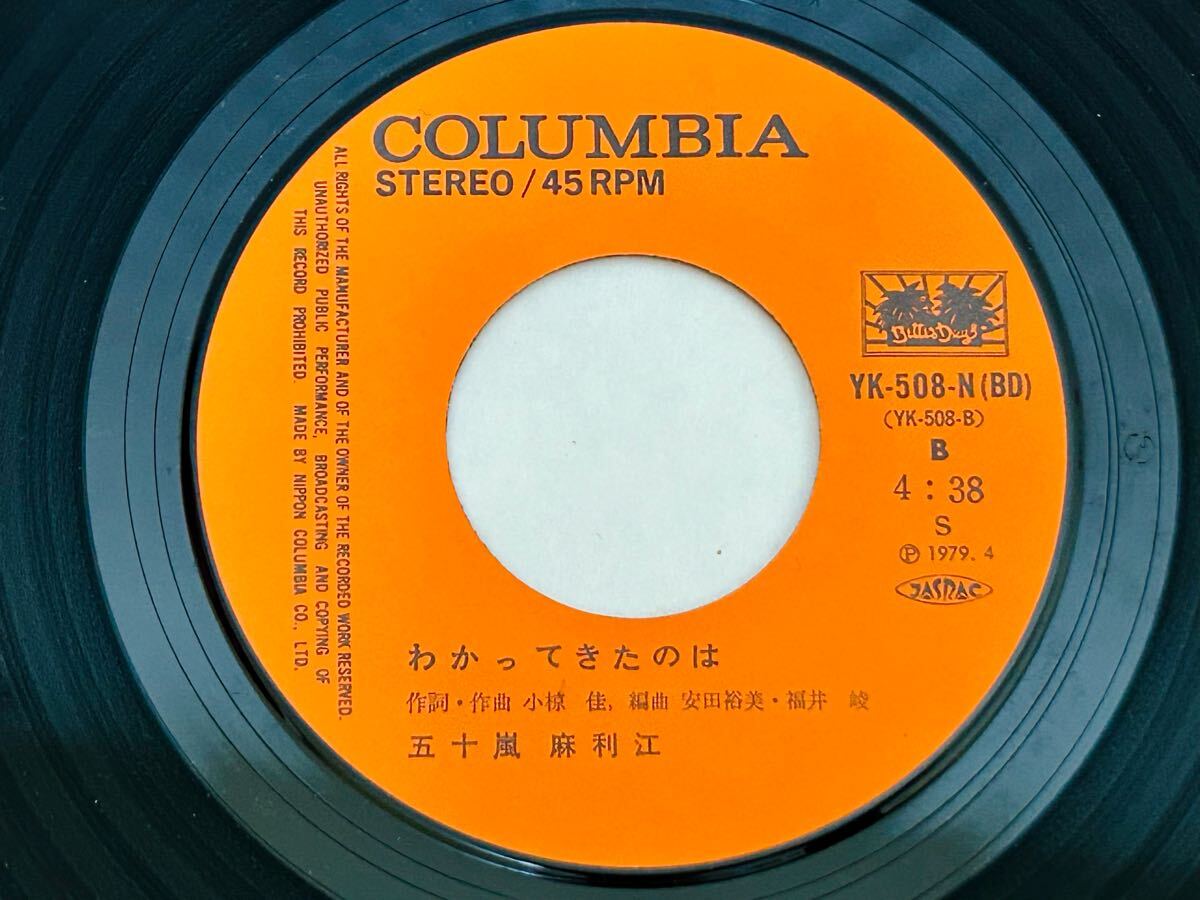 COLUMBIA
STEREO / 45 RPM
ALL RIGHTS OF THE MANUFACTURER AND OF THE OWNER OF THE RECORDED WORK RESERVED.
UNAUTHORIZED PUBLIC PERFORMANCE, BROADCASTING AND COPYING OF
THIS RECORD PROHIBITED. MADE BY NIPPON COLUMBIA CO., LTD.
YK-508-N (BD)
(YK-508-B)
B
4 : 38
S
Ⓟ 1979. 4
JASRAC
わかってきたのは
作詞・作曲 小椋 佳, 編曲 安田裕美・福井 峻
五十嵐 麻利江